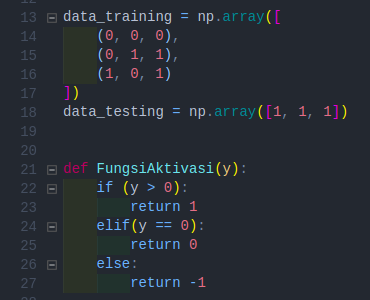 13 data_training = np.array([
14 (0, 0, 0),
15 (0, 1, 1),
16 (1, 0, 1)
17 ])
18 data_testing = np.array([1, 1, 1])
19
20
21 def FungsiAktivasi(y):
22 if (y > 0):
23 return 1
24 elif(y == 0):
25 return 0
26 else:
27 return -1